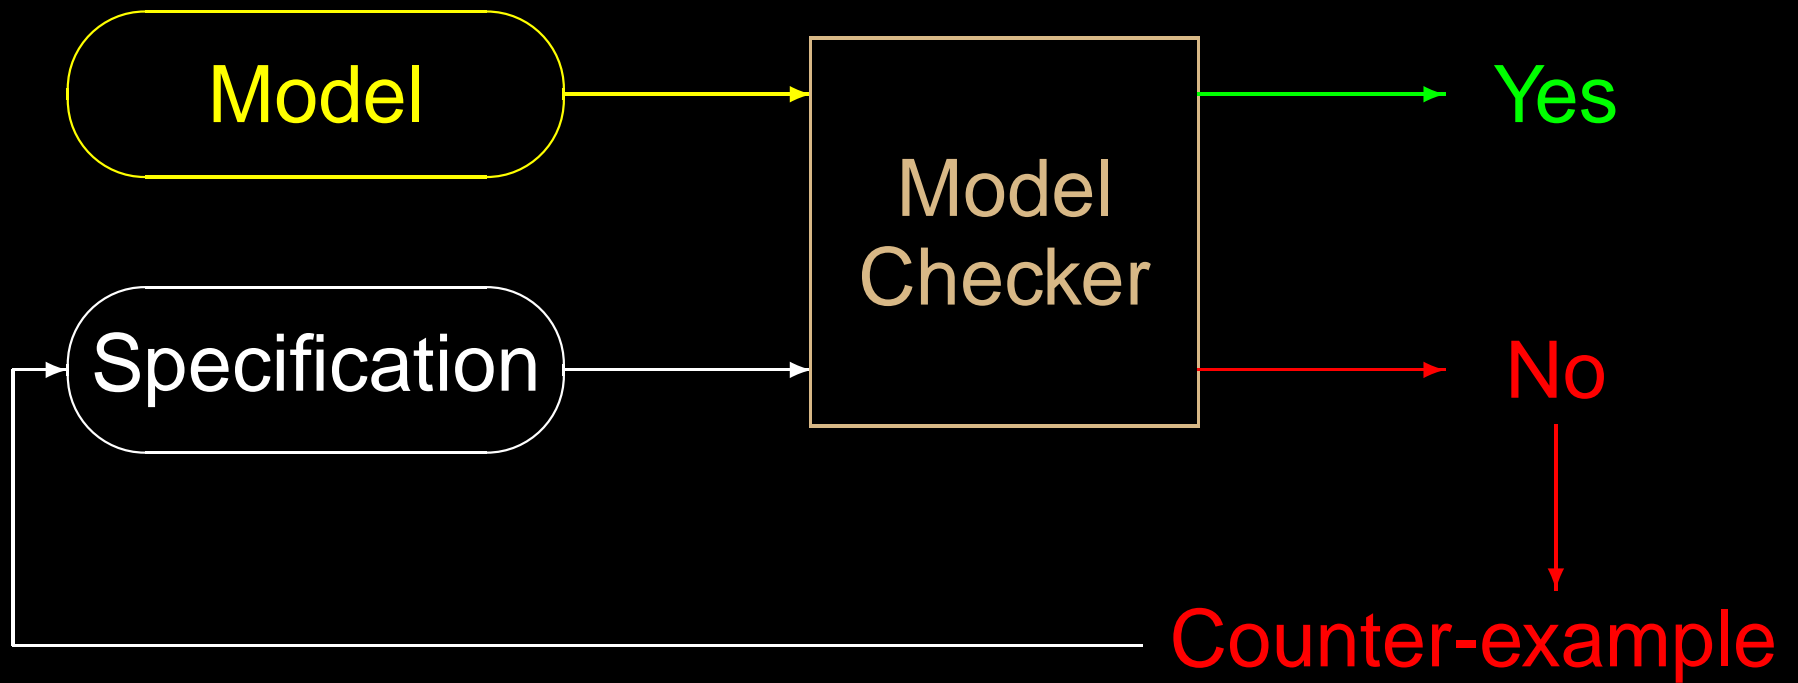 Model
Yes
Model
Checker
Specification
No
Counter-example